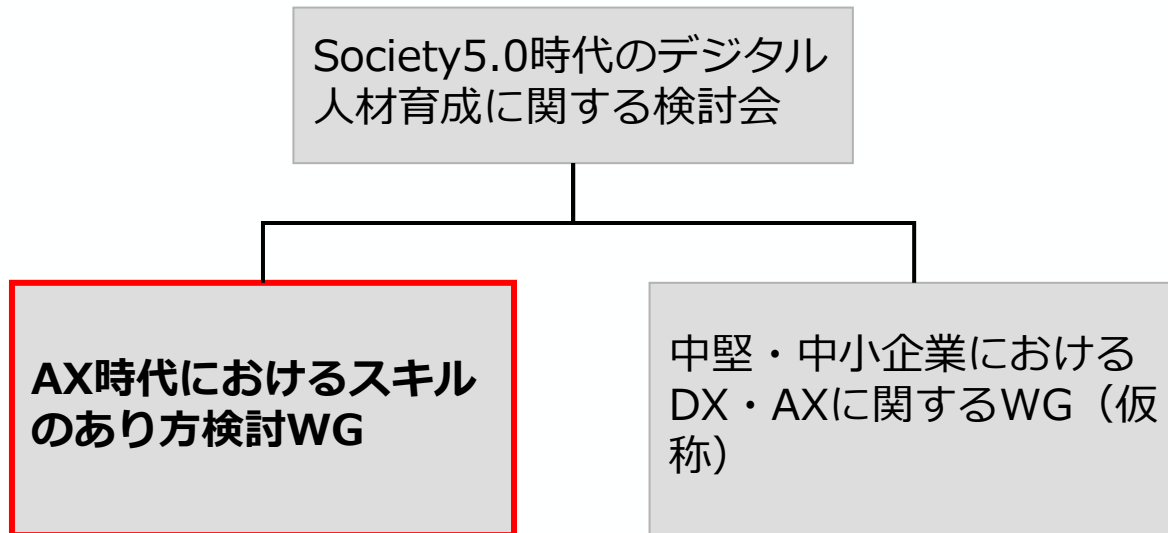 Society5.0時代のデジタル
人材育成に関する検討会
AX時代におけるスキル
のあり方検討WG
中堅・中小企業における
DX・AXに関するWG（仮
称）